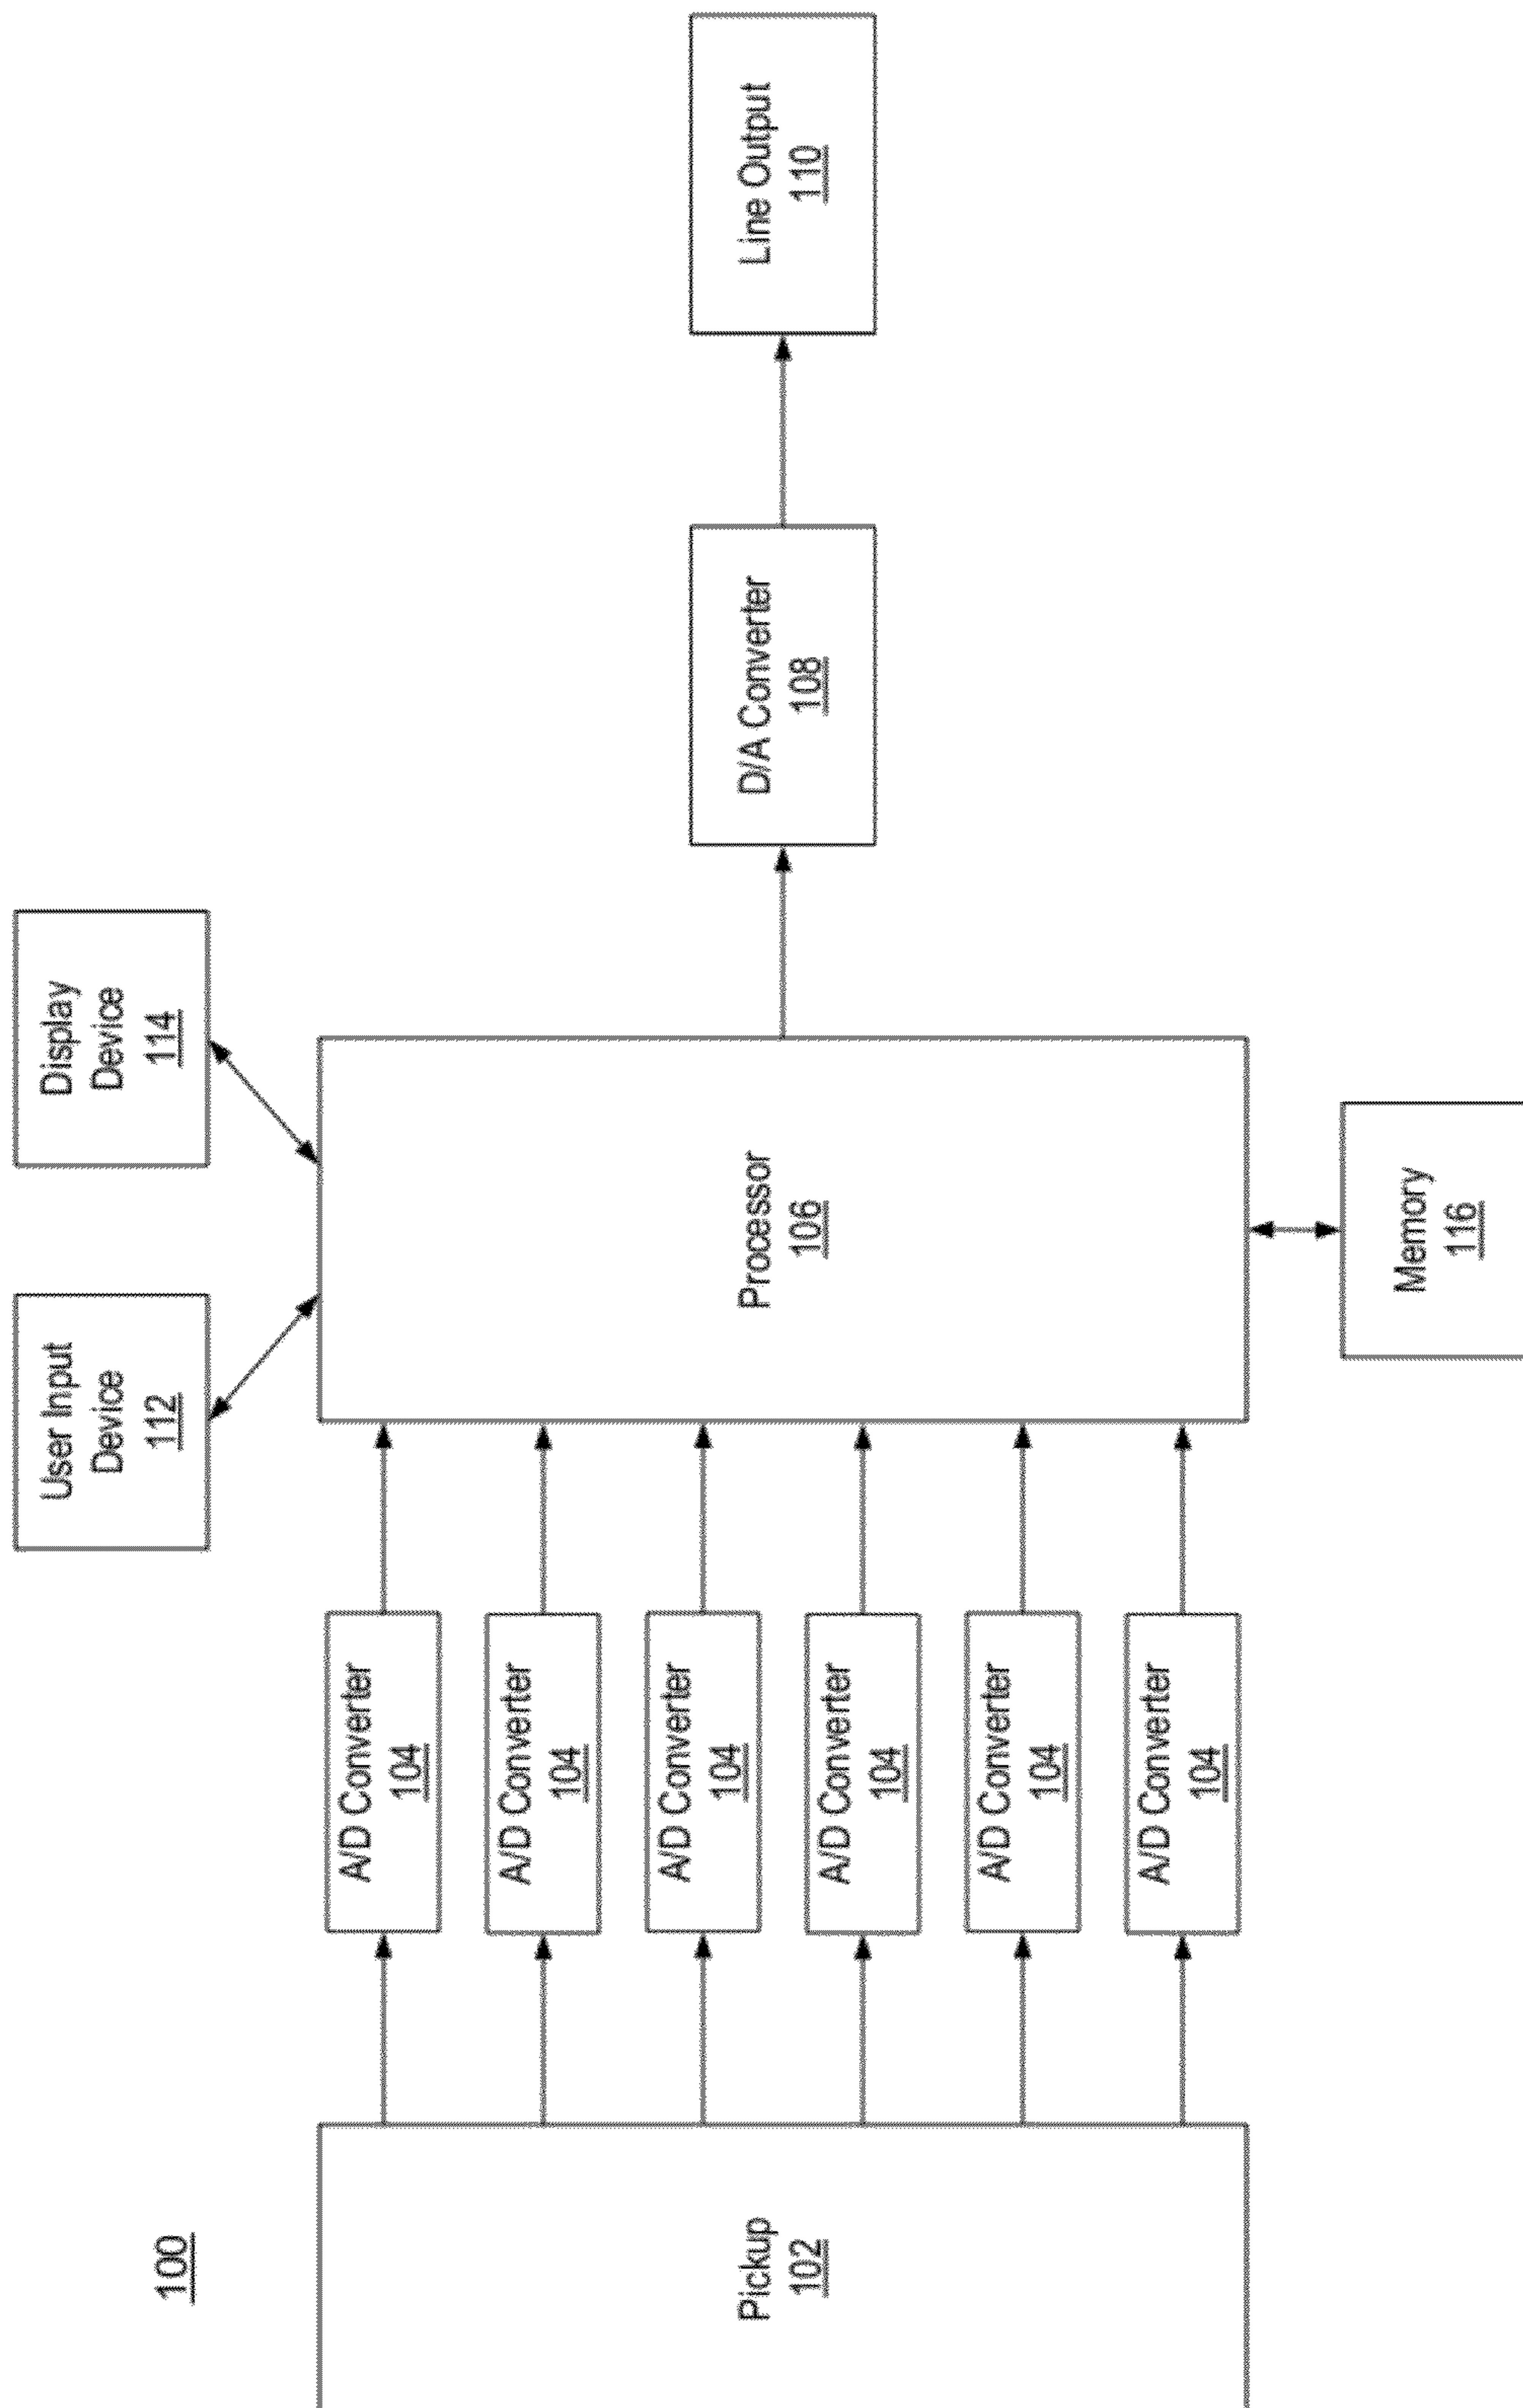 100
Pickup
102
A/D Converter
104
A/D Converter
104
A/D Converter
104
A/D Converter
104
A/D Converter
104
A/D Converter
104
User Input
Device
112
Display
Device
114
Processor
106
Memory
116
D/A Converter
108
Line Output
110